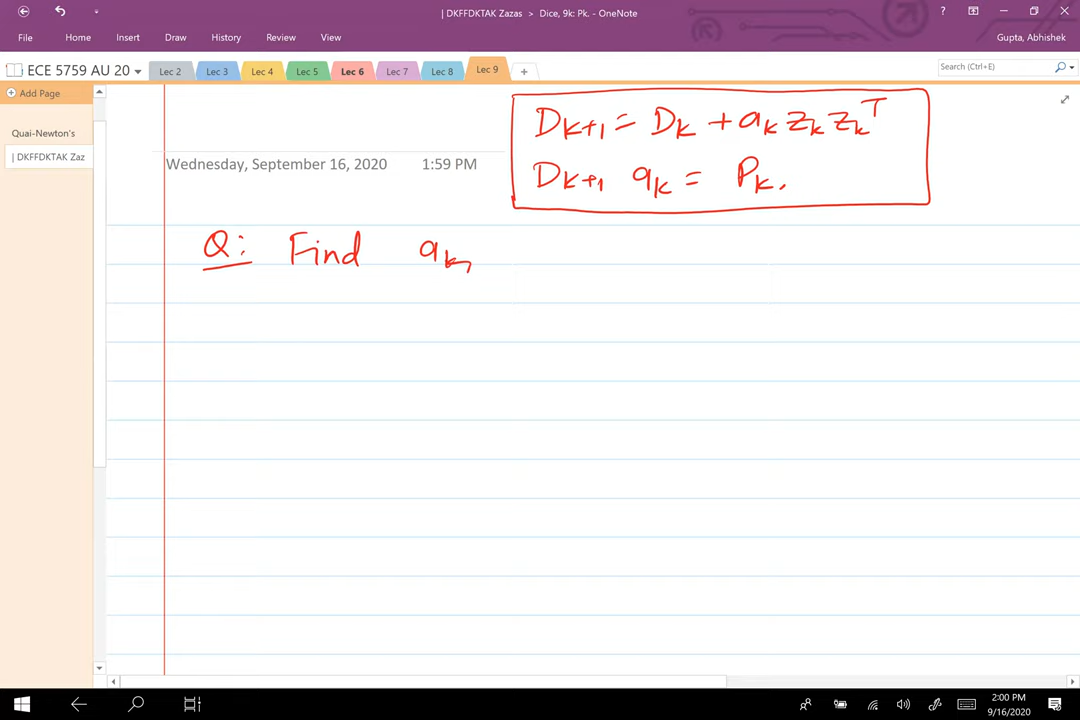 | DKFFDKTAK Zazas > Dice, 9k: Pk. - OneNote
File Home Insert Draw History Review View
Gupta, Abhishek
ECE 5759 AU 20
Lec 2 Lec 3 Lec 4 Lec 5 Lec 6 Lec 7 Lec 8 Lec 9
Search (Ctrl+E)
Add Page
Quai-Newton's
| DKFFDKTAK Zaz
Dk+1 = Dk + ak zk zk^T
Dk+1 qk = Pk.
Wednesday, September 16, 2020 1:59 PM
Q: Find ak,
2:00 PM
9/16/2020